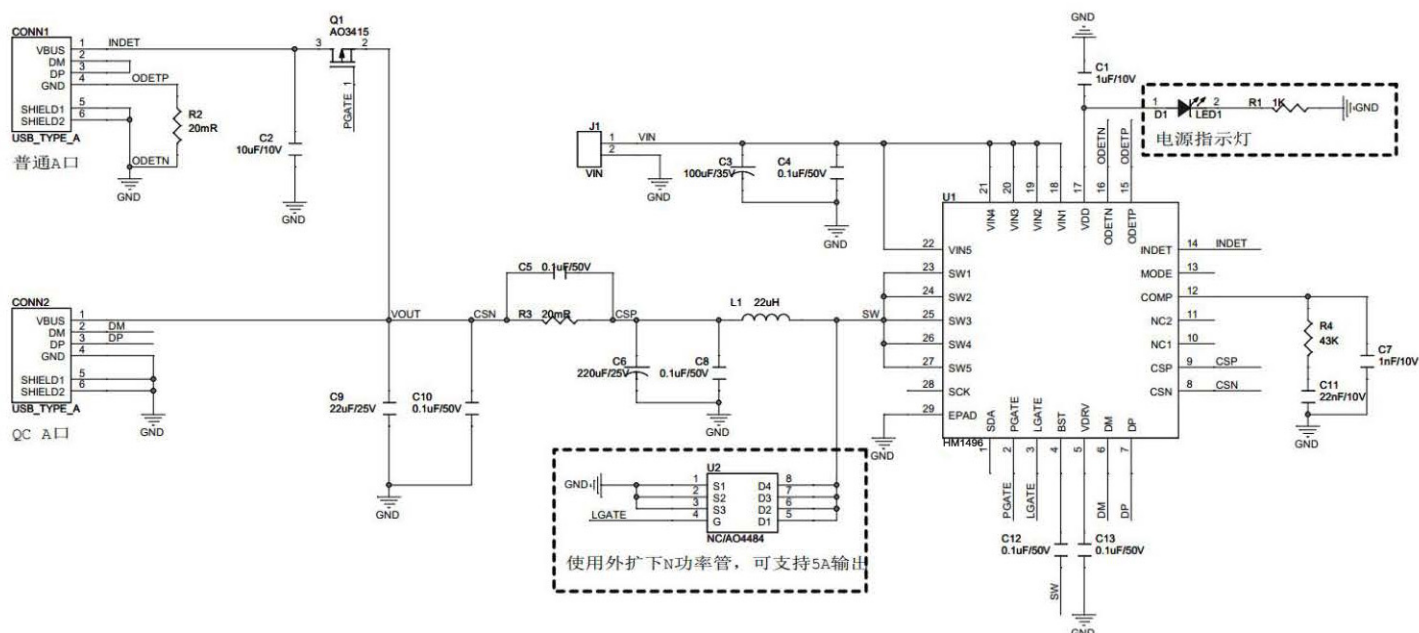 CONN1
VBUS 1 INDET
DM 2
DP 3
GND 4 ODETP
SHIELD1 5
SHIELD2 6
USB_TYPE_A
普通A口
R2
20mR
ODETN
GND
C2
10uF/10V
GND
Q1
AO3415
3 2
PGATE 1
J1
1 VIN
2
VIN
GND
C3
100uF/35V
C4
0.1uF/50V
GND
GND
C1
1uF/10V
1 2 R1 1K GND
D1 LED1
电源指示灯
ODETN
ODETP
21 20 19 18 17 16 15
U1
VIN4 VIN3 VIN2 VIN1 VDD ODETN ODETP
22 VIN5
23 SW1
24 SW2
25 SW3
26 SW4
27 SW5
28 SCK
29 EPAD
GND
HM1496
INDET 14 INDET
MODE 13
COMP 12
NC2 11
NC1 10
CSP 9 CSP
CSN 8 CSN
SDA PGATE LGATE BST VDRV DM DP
1 2 3 4 5 6 7
PGATE LGATE DM DP
R4
43K
C7
1nF/10V
C11
22nF/10V
GND
C12
0.1uF/50V
C13
0.1uF/50V
SW
GND
CONN2
VBUS 1
DM 2 DM
DP 3 DP
GND 4
SHIELD1 5
SHIELD2 6
USB_TYPE_A
QC A口
GND
VOUT
CSN
C5 0.1uF/50V
R3 20mR
CSP
L1 22uH
SW
C6
220uF/25V
C8
0.1uF/50V
GND
C9
22uF/25V
C10
0.1uF/50V
GND
U2
GND 1 S1 D4 8
2 S2 D3 7
3 S3 D2 6
LGATE 4 G D1 5
NC/AO4484
使用外扩下N功率管，可支持5A输出